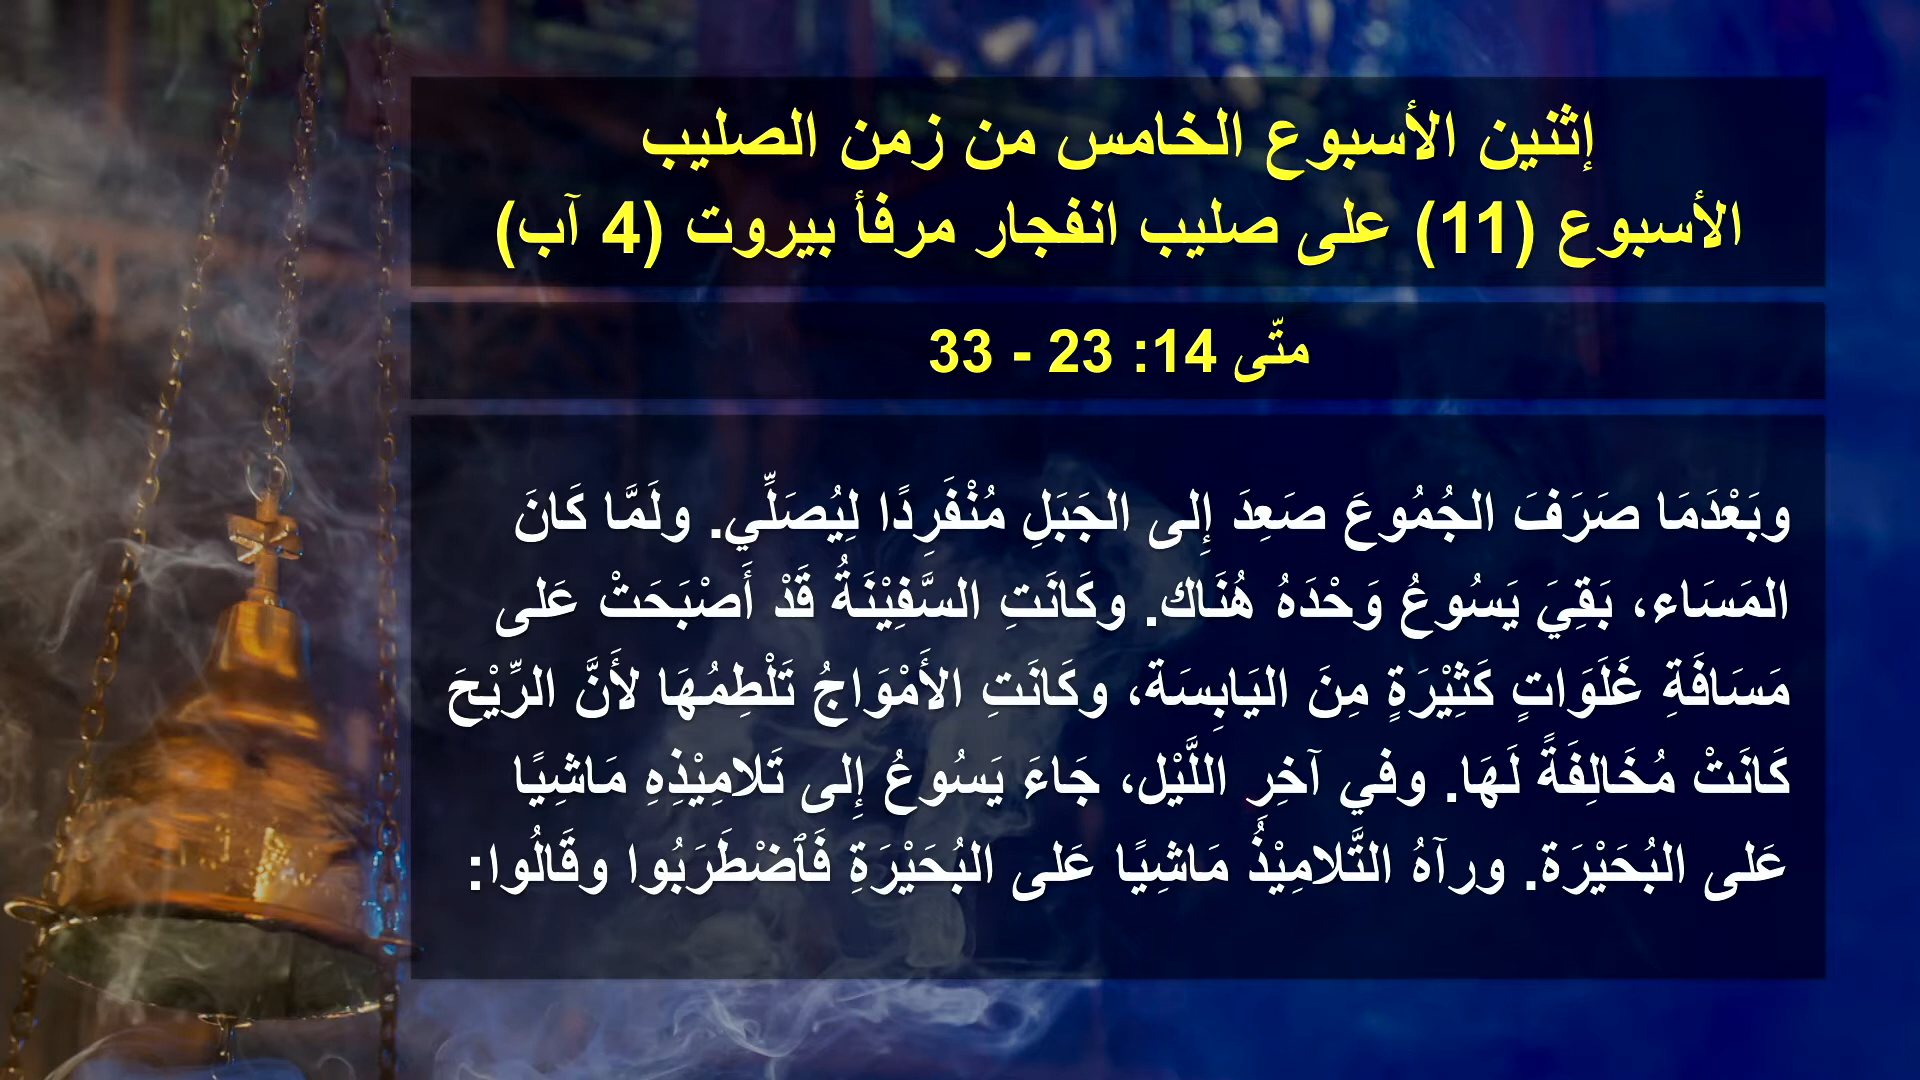 إثنين الأسبوع الخامس من زمن الصليب
الأسبوع (11) على صليب انفجار مرفأ بيروت (4 آب)
متّى 14: 23 - 33
وبَعْدَمَا صَرَفَ الجُمُوعَ صَعِدَ إِلى الجَبَلِ مُنْفَرِدًا لِيُصَلِّي. ولَمَّا كَانَ
المَسَاء، بَقِيَ يَسُوعُ وَحْدَهُ هُنَاك. وكَانَتِ السَّفِيْنَةُ قَدْ أَصْبَحَتْ عَلى
مَسَافَةِ غَلَوَاتٍ كَثِيْرَةٍ مِنَ اليَابِسَة، وكَانَتِ الأَمْوَاجُ تَلْطِمُهَا لأَنَّ الرِّيْحَ
كَانَتْ مُخَالِفَةً لَهَا. وفي آخِرِ اللَّيْل، جَاءَ يَسُوعُ إِلى تَلامِيْذِهِ مَاشِيًا
عَلى البُحَيْرَة. ورآهُ التَّلامِيْذُ مَاشِيًا عَلى البُحَيْرَةِ فَٱضْطَرَبُوا وقَالُوا: